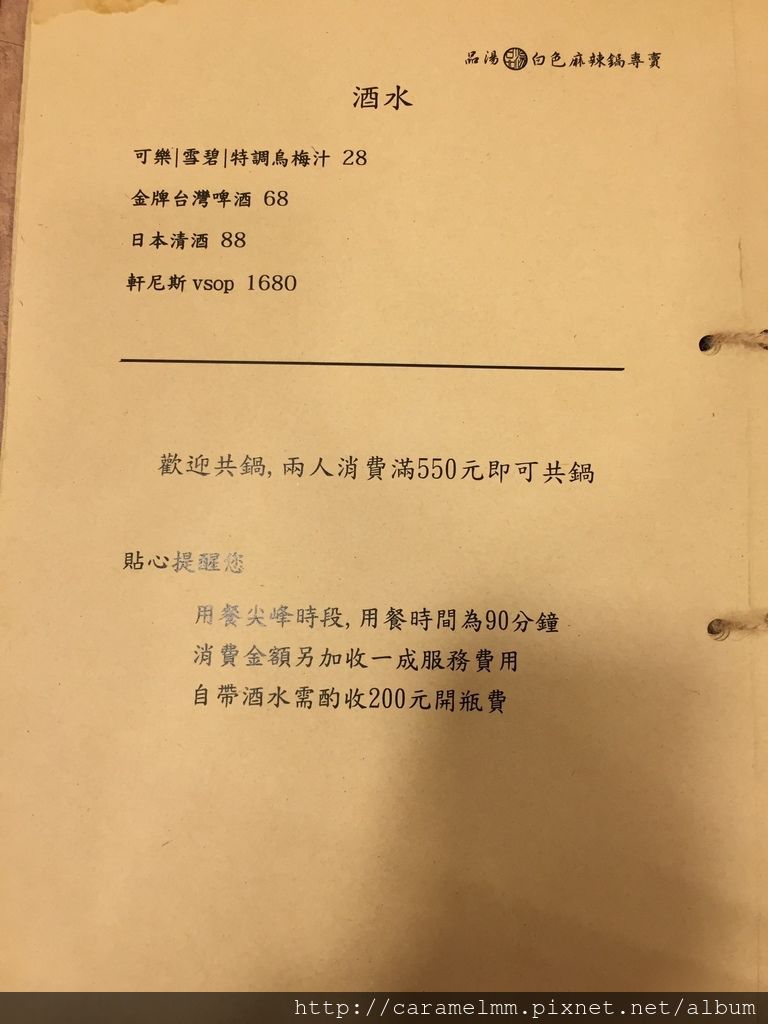 品湯 白色麻辣鍋專賣
酒水
可樂|雪碧|特調烏梅汁 28
金牌台灣啤酒 68
日本清酒 88
軒尼斯 vsop 1680
歡迎共鍋, 兩人消費滿550元即可共鍋
貼心提醒您
用餐尖峰時段, 用餐時間為90分鐘
消費金額另加收一成服務費用
自帶酒水需酌收200元開瓶費
http://caramelmm.pixnet.net/album